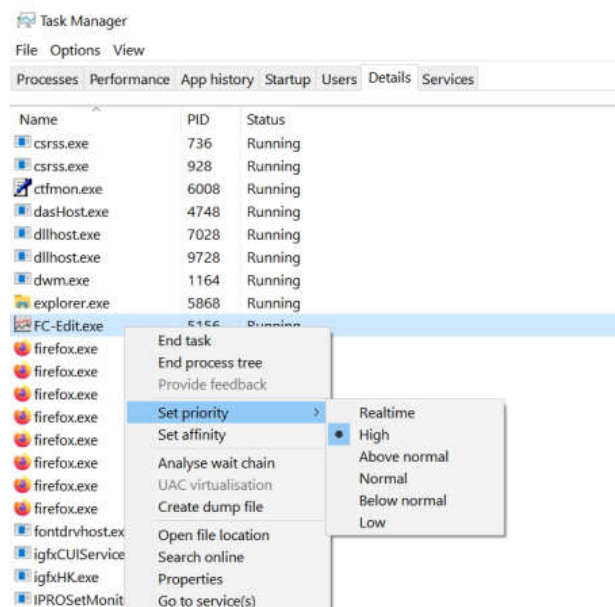 Task Manager
File Options View
Processes Performance App history Startup Users Details Services
Name PID Status
csrss.exe 736 Running
csrss.exe 928 Running
ctfmon.exe 6008 Running
dasHost.exe 4748 Running
dllhost.exe 7028 Running
dllhost.exe 9728 Running
dwm.exe 1164 Running
explorer.exe 5868 Running
FC-Edit.exe 5156 Running
firefox.exe
firefox.exe
firefox.exe
firefox.exe
firefox.exe
firefox.exe
firefox.exe
firefox.exe
fontdrvhost.ex
igfxCUIService
igfxHK.exe
IPROSetMonit
End task
End process tree
Provide feedback
Set priority
Set affinity
Analyse wait chain
UAC virtualisation
Create dump file
Open file location
Search online
Properties
Go to service(s)
Realtime
High
Above normal
Normal
Below normal
Low